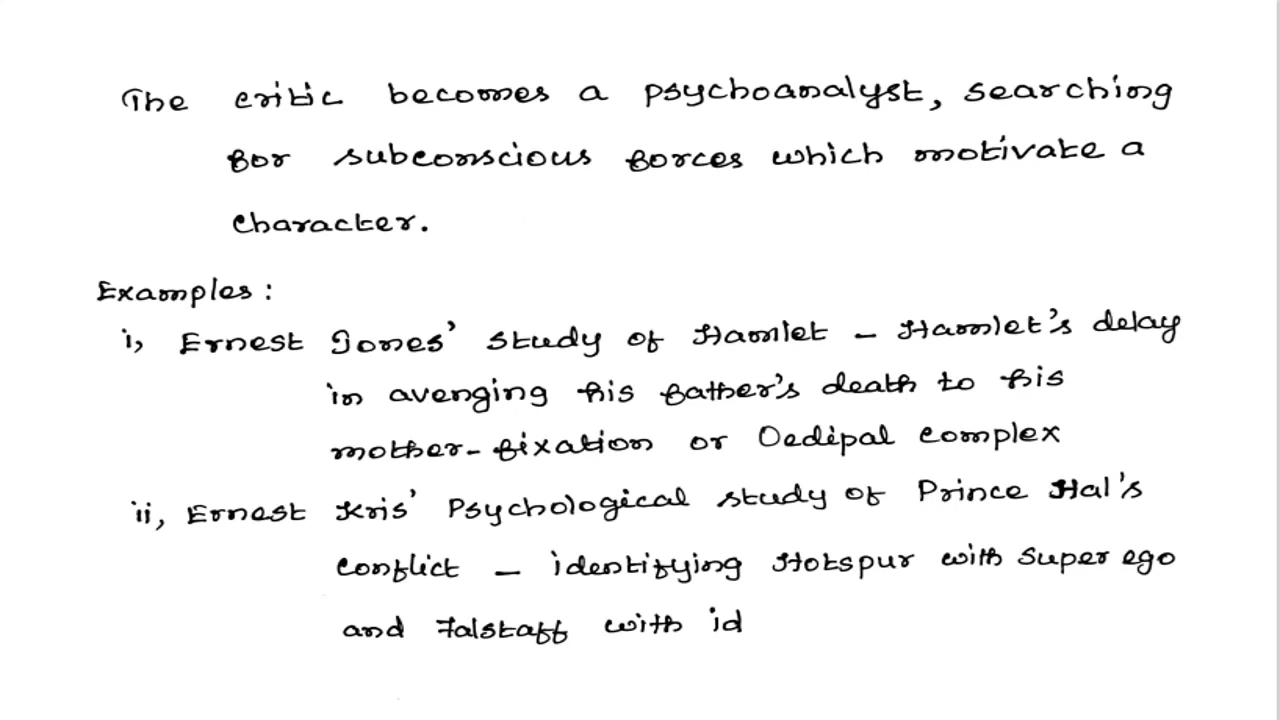 The critic becomes a psychoanalyst, searching
for subconscious forces which motivate a
character.
Examples:
i, Ernest Jones' study of Hamlet - Hamlet's delay
in avenging his father's death to his
mother-fixation or Oedipal complex
ii, Ernest Kris' Psychological study of Prince Hal's
conflict - identifying Hotspur with Super ego
and Falstaff with id